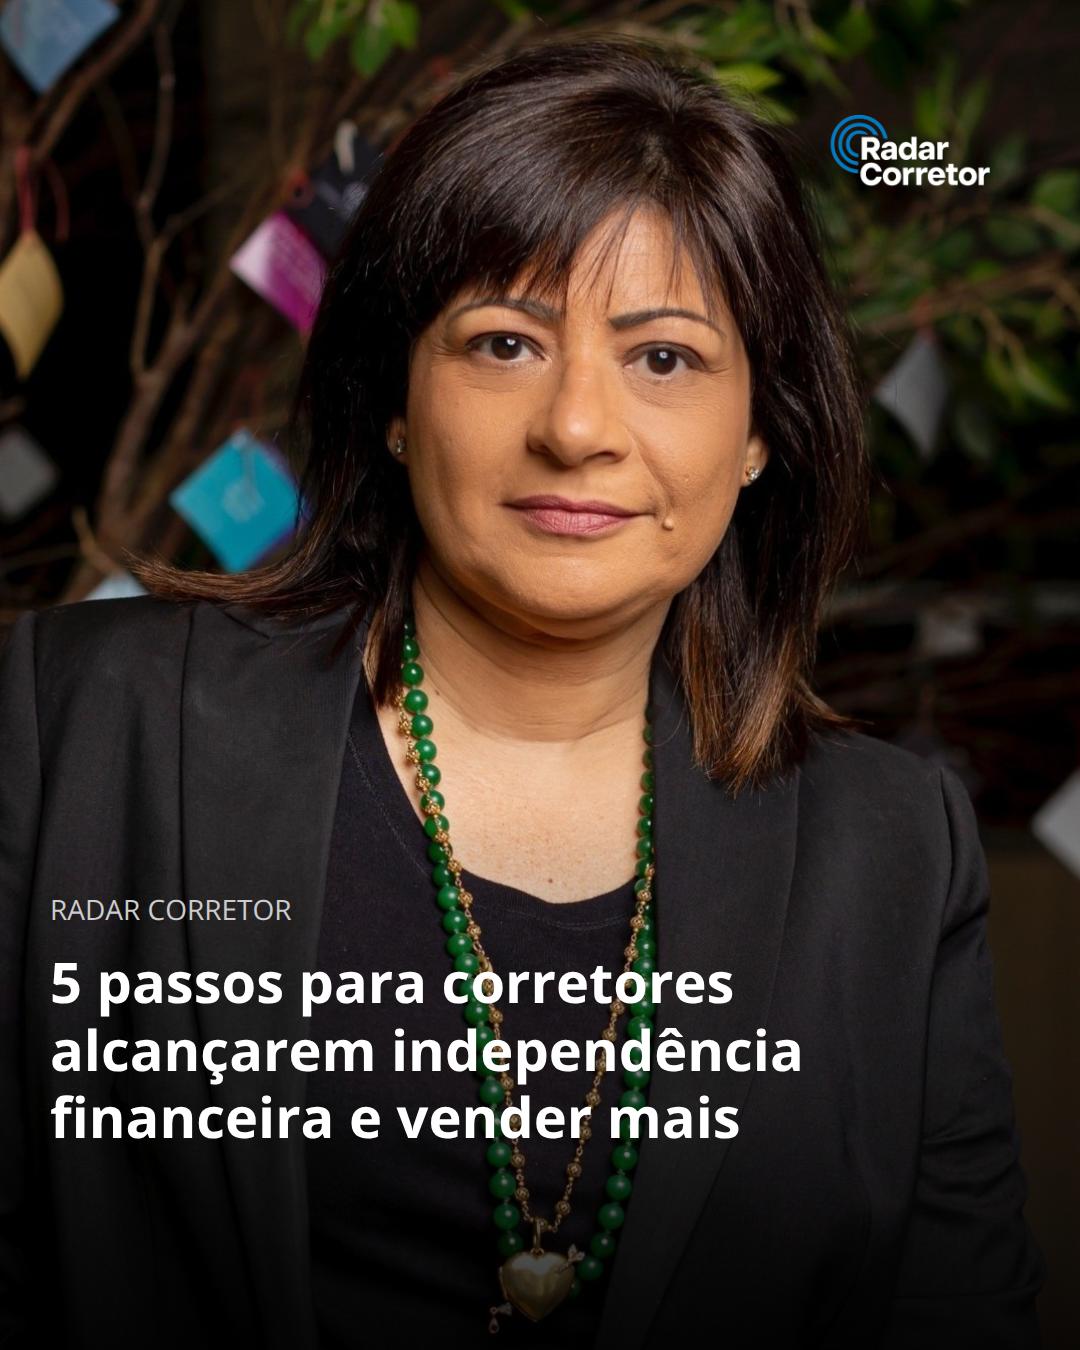 Radar
Corretor
RADAR CORRETOR
5 passos para corretores
alcançarem independência
financeira e vender mais